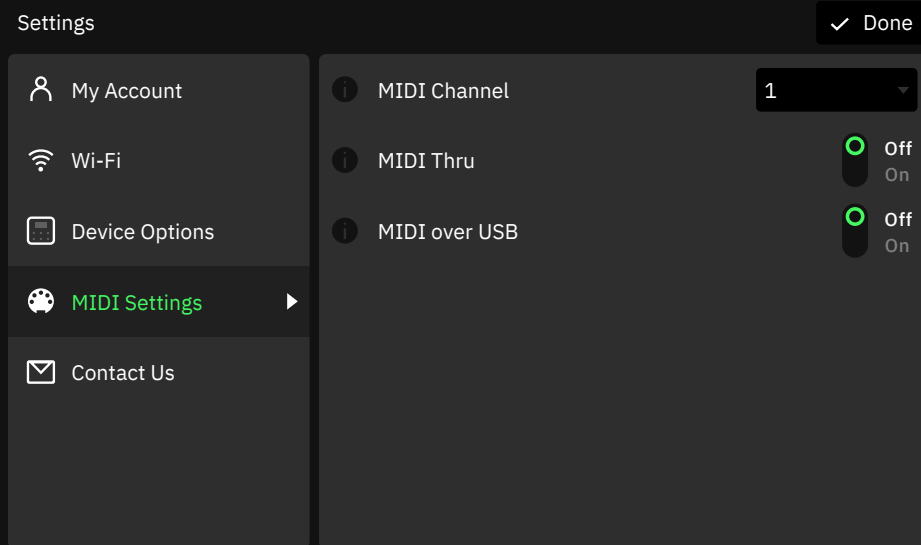 Settings
Done
My Account
Wi-Fi
Device Options
MIDI Settings
Contact Us
MIDI Channel
1
MIDI Thru
Off
On
MIDI over USB
Off
On